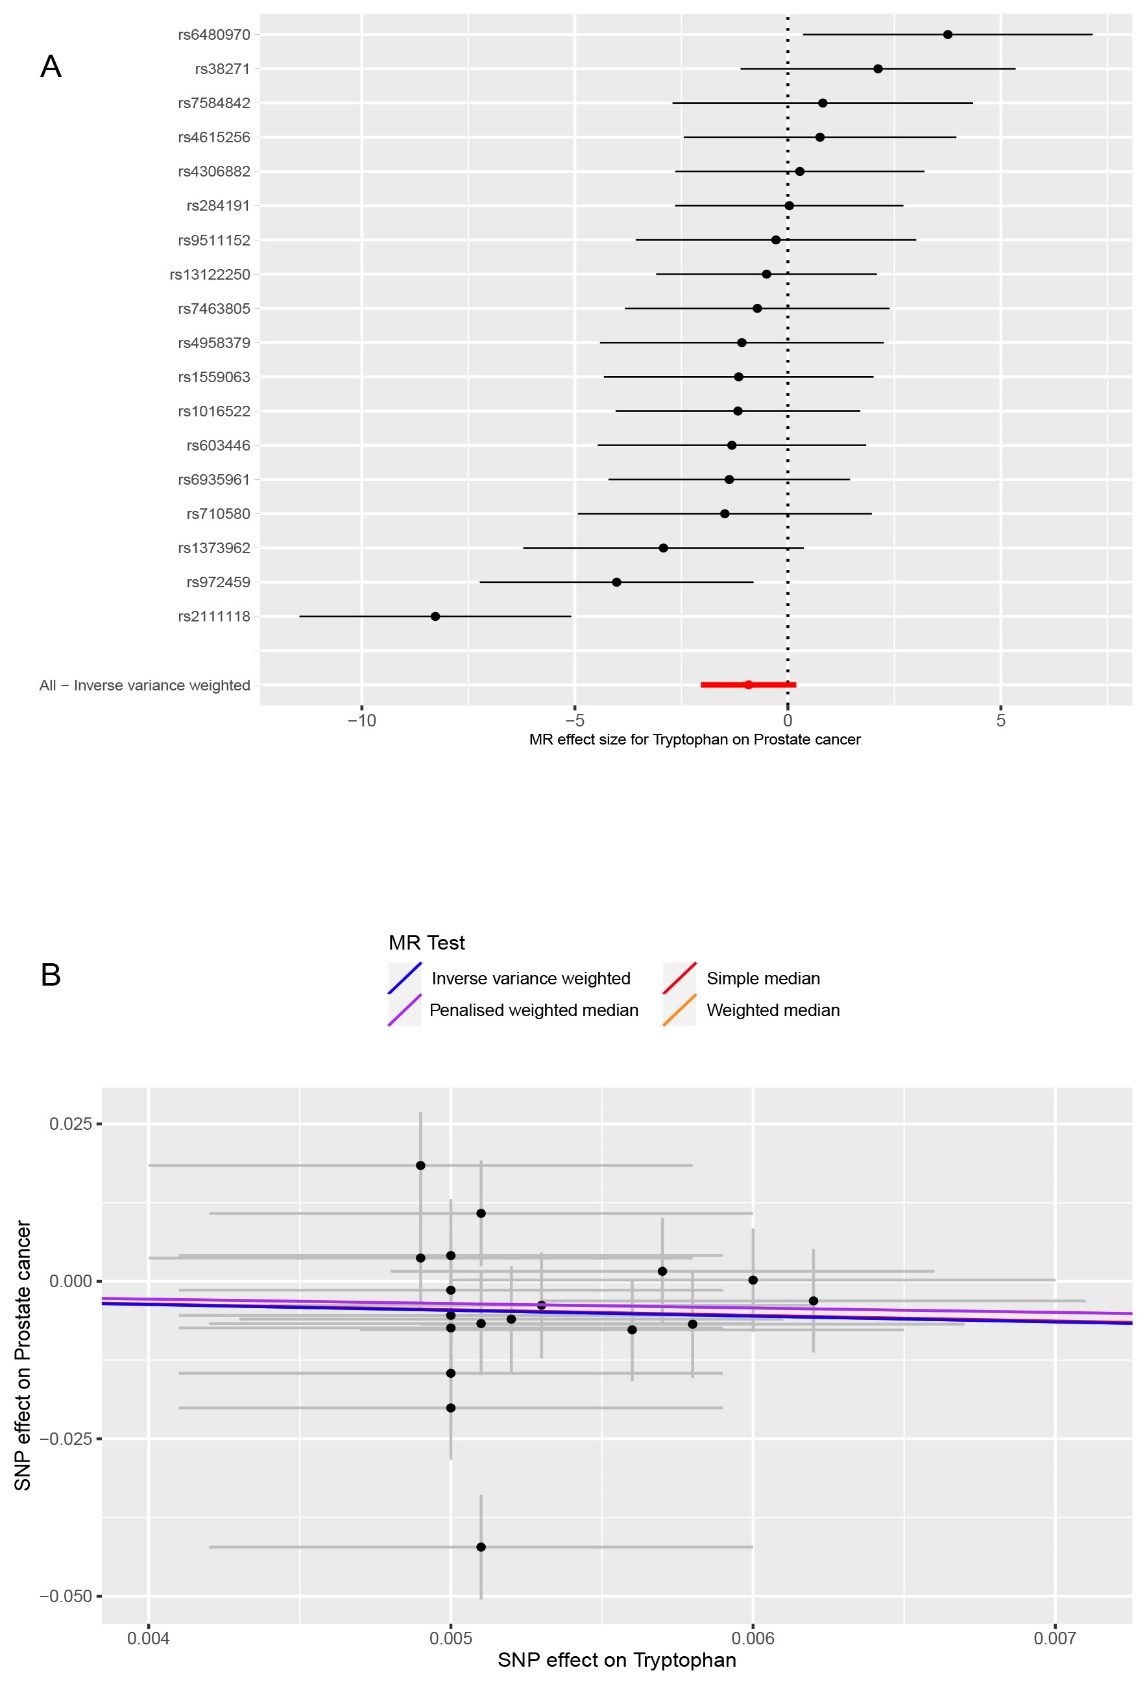 A
rs6480970
rs38271
rs7584842
rs4615256
rs4306882
rs284191
rs9511152
rs13122250
rs7463805
rs4958379
rs1559063
rs1016522
rs603446
rs6935961
rs710580
rs1373962
rs972459
rs2111118
All − Inverse variance weighted
−10 −5 0 5
MR effect size for Tryptophan on Prostate cancer
B
MR Test
Inverse variance weighted Simple median
Penalised weighted median Weighted median
0.025
0.000
−0.025
−0.050
SNP effect on Prostate cancer
0.004 0.005 0.006 0.007
SNP effect on Tryptophan